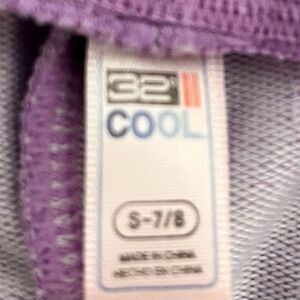 32°
COOL
S-7/8
MADE IN CHINA
HECHO EN CHINA